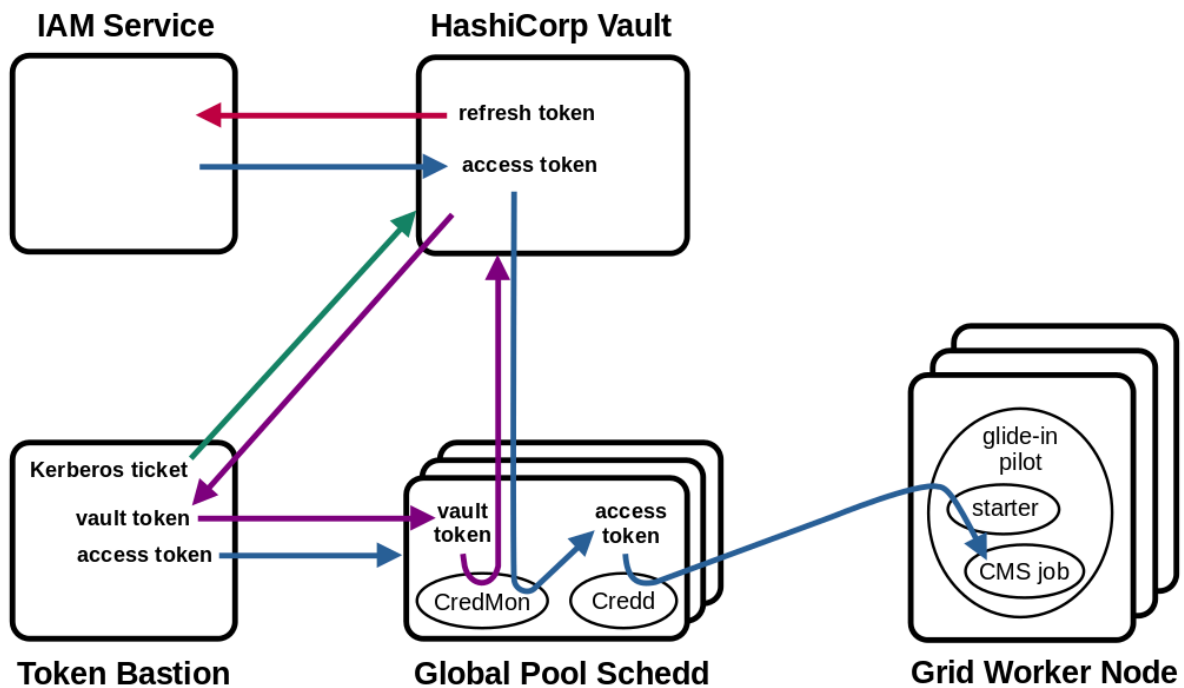 IAM Service
HashiCorp Vault
refresh token
access token
Kerberos ticket
vault token
access token
vault
token
access
token
CredMon
Credd
glide-in
pilot
starter
CMS job
Token Bastion
Global Pool Schedd
Grid Worker Node